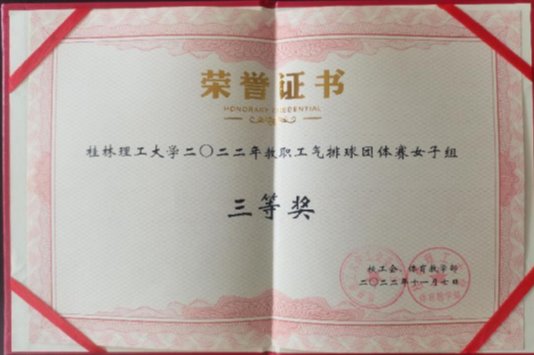 荣誉证书
HONORARY CREDENTIAL
桂林理工大学二〇二二年教职工气排球团体赛女子组
三等奖
校工会、体育教学部
二〇二二年十一月七日